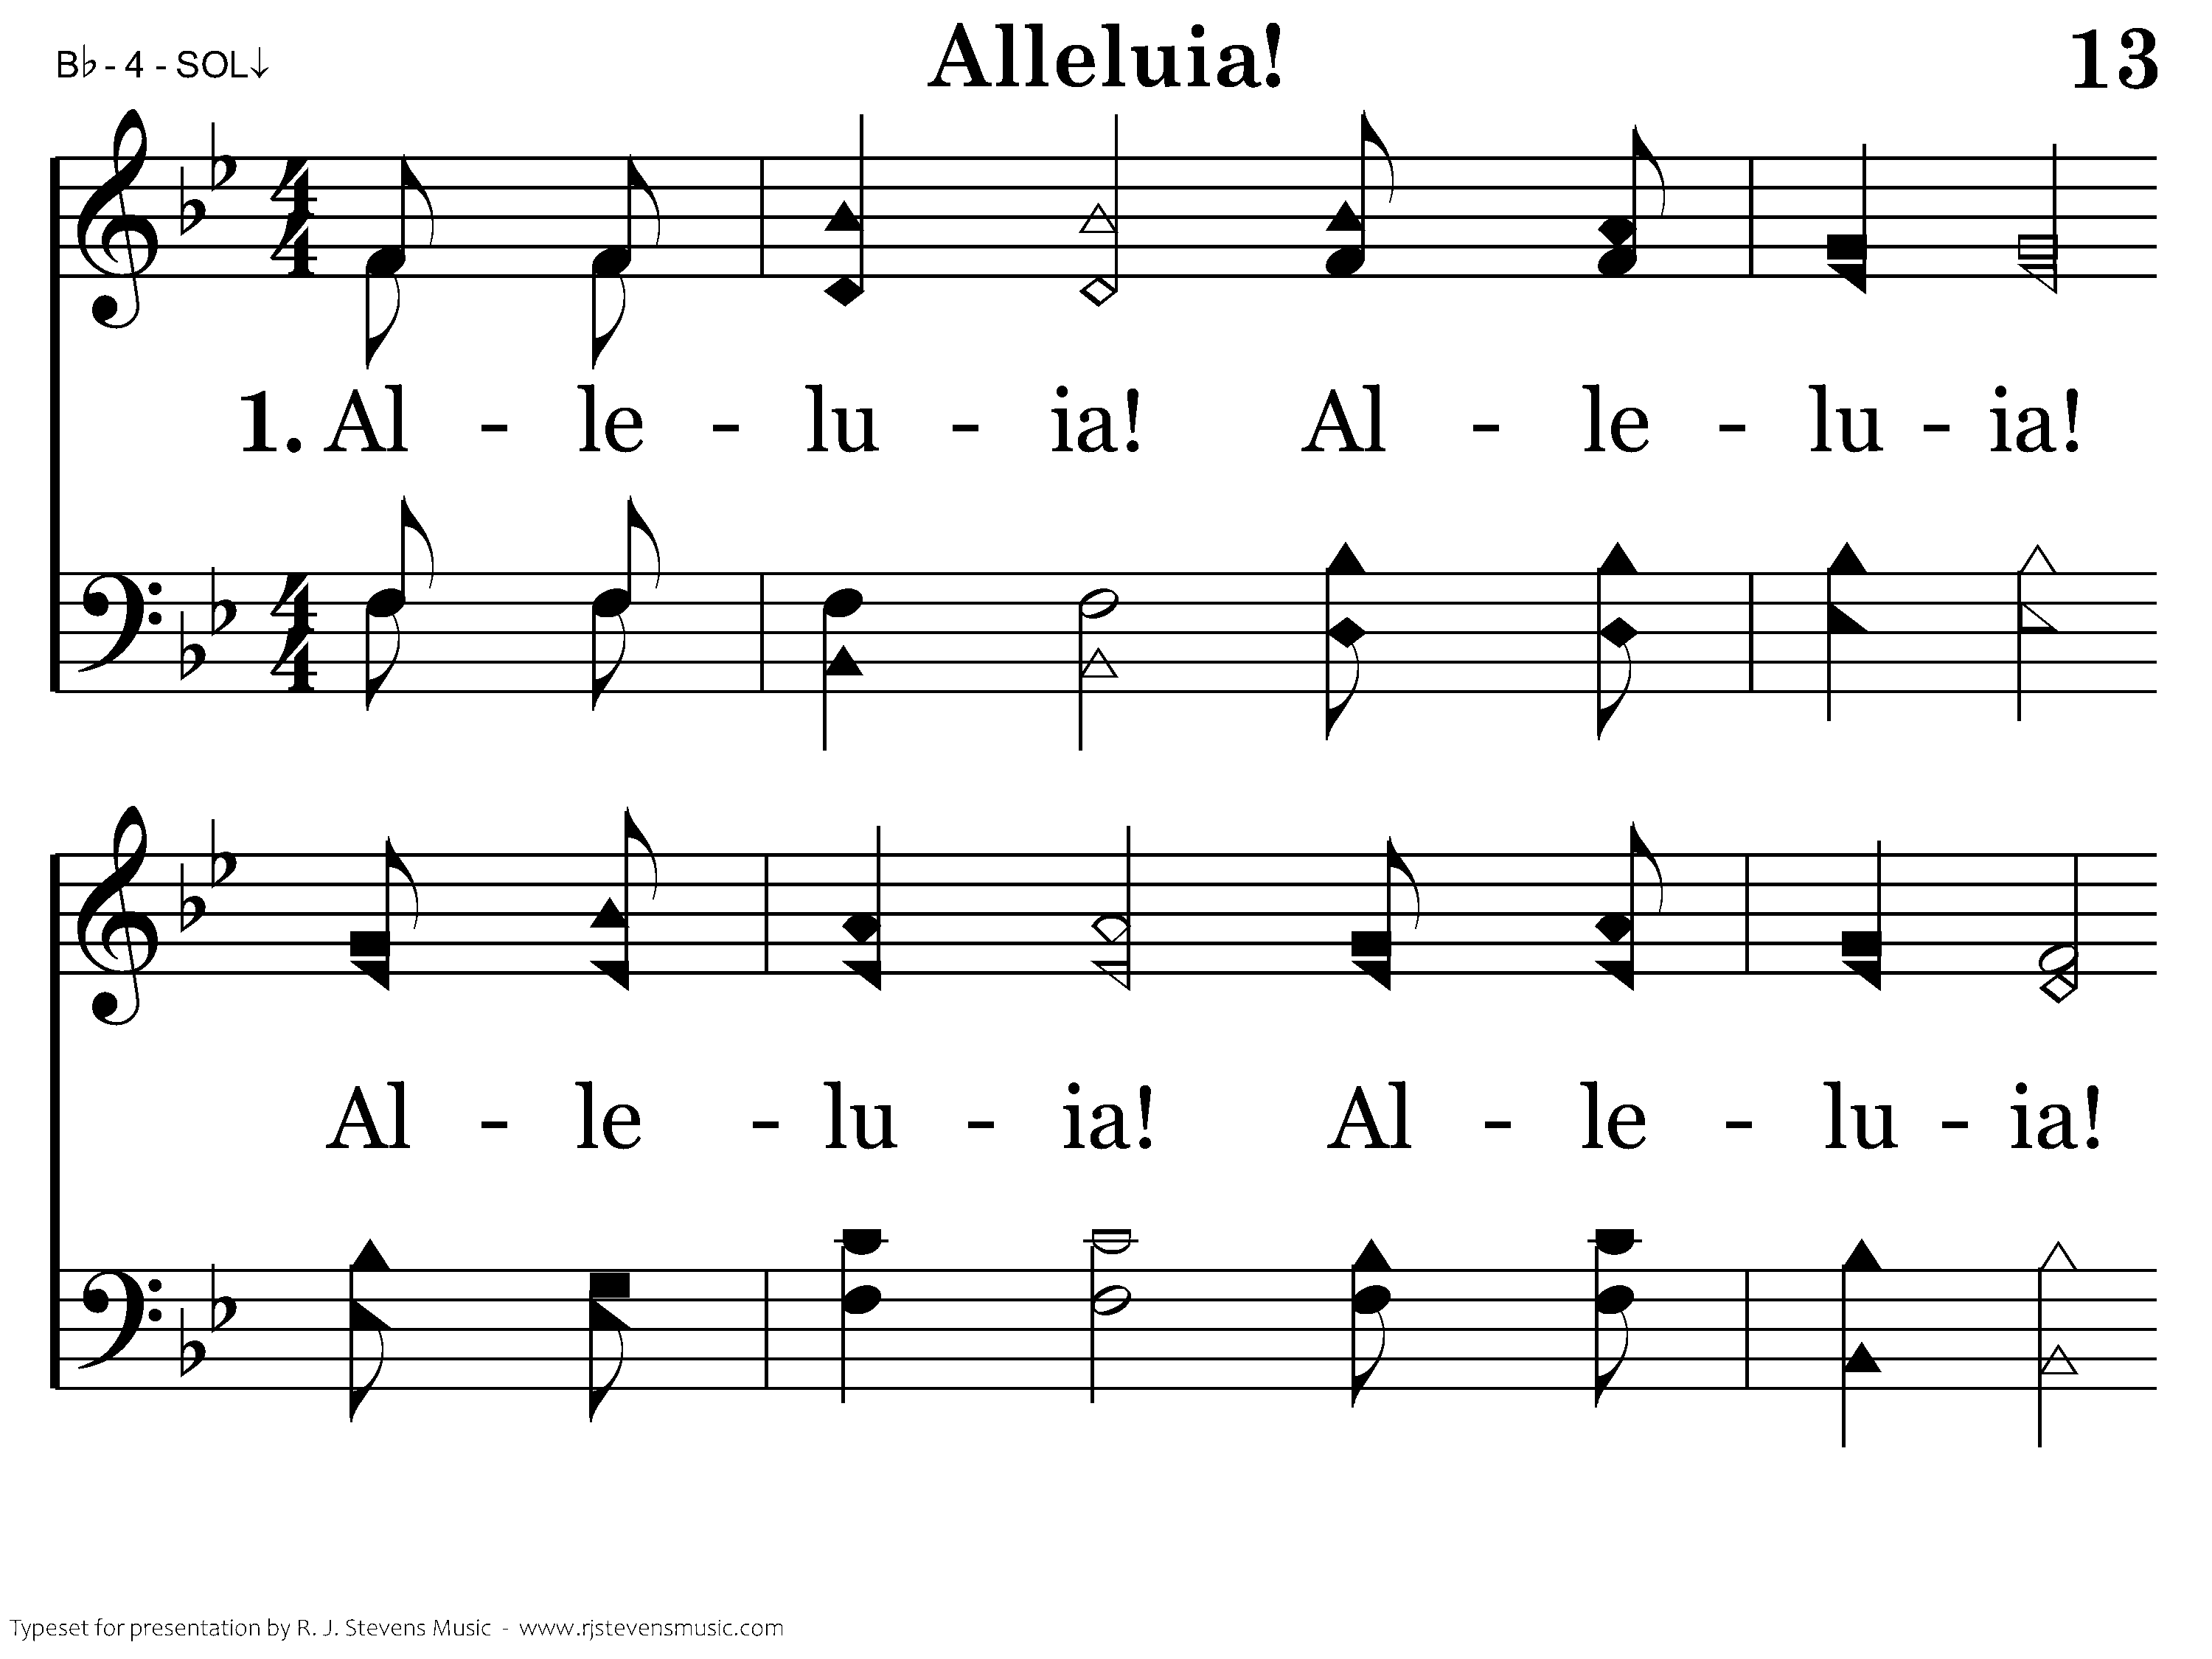 Alleluia!
13
B♭ - 4 - SOL↓
1. Al - le - lu - ia! Al - le - lu - ia!
Al - le - lu - ia! Al - le - lu - ia!
Typeset for presentation by R. J. Stevens Music - www.rjstevensmusic.com